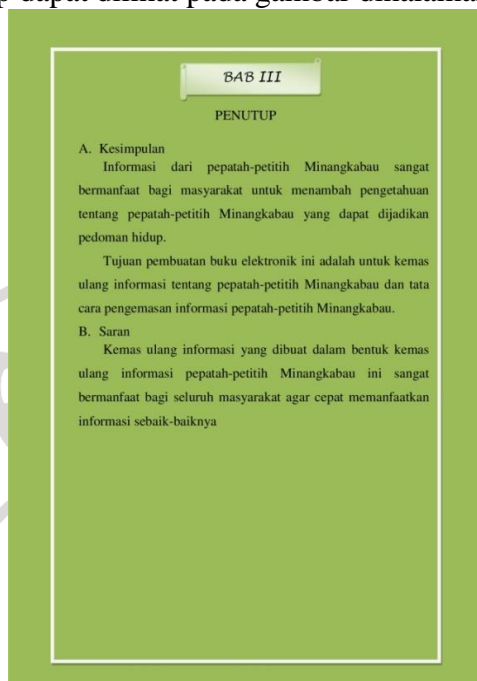 dapat dilihat pada gambar dihalama
BAB III
PENUTUP
A. Kesimpulan
Informasi dari pepatah-petitih Minangkabau sangat
bermanfaat bagi masyarakat untuk menambah pengetahuan
tentang pepatah-petitih Minangkabau yang dapat dijadikan
pedoman hidup.
Tujuan pembuatan buku elektronik ini adalah untuk kemas
ulang informasi tentang pepatah-petitih Minangkabau dan tata
cara pengemasan informasi pepatah-petitih Minangkabau.
B. Saran
Kemas ulang informasi yang dibuat dalam bentuk kemas
ulang informasi pepatah-petitih Minangkabau ini sangat
bermanfaat bagi seluruh masyarakat agar cepat memanfaatkan
informasi sebaik-baiknya